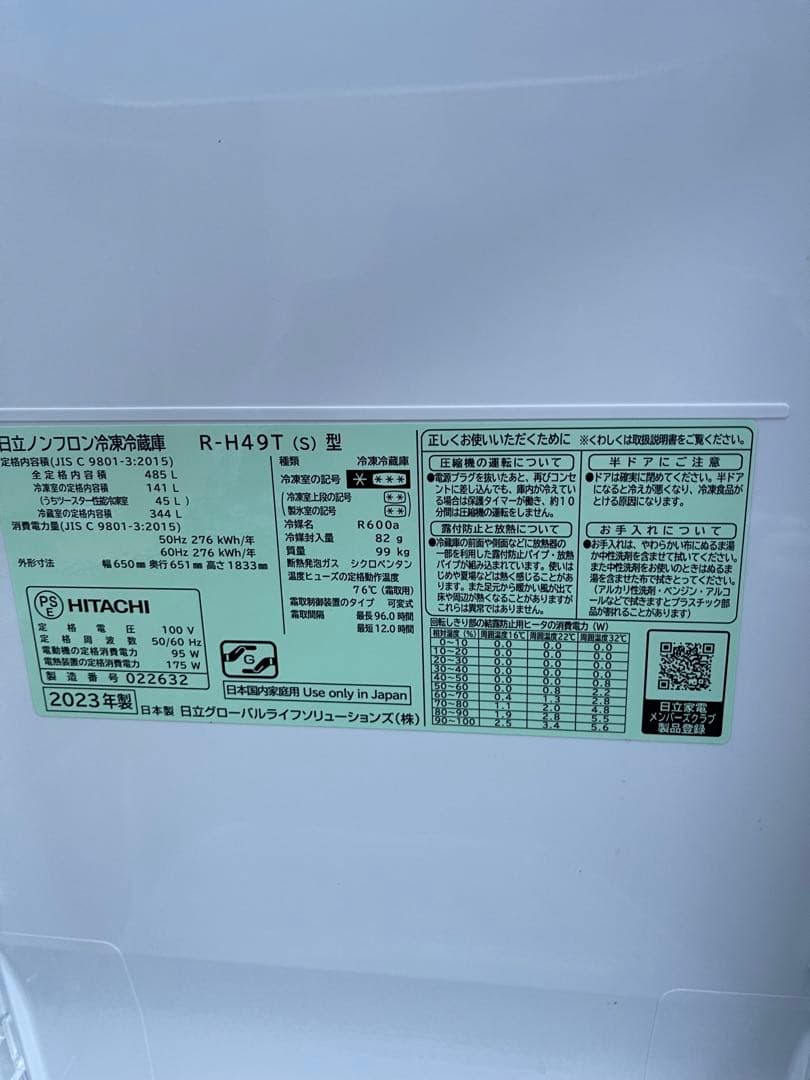 日立ノンフロン冷凍冷蔵庫 R-H49T (S) 型
定格内容積(JIS C 9801-3:2015)
全定格内容積 485 L
冷凍室の定格内容積 141 L
(うちツースター性能冷凍室 45 L)
冷蔵室の定格内容積 344 L
消費電力量(JIS C 9801-3:2015)
50Hz 276 kWh/年
60Hz 276 kWh/年
外形寸法 幅 650㎜ 奥行 651㎜ 高さ 1833㎜
PSE HITACHI
定格電圧 100 V
定格周波数 50/60 Hz
電動機の定格消費電力 95 W
電熱装置の定格消費電力 175 W
製造番号 022632
2023年製
日本製 日立グローバルライフソリューションズ(株)
種類 冷凍冷蔵庫
冷凍室の記号
冷凍室上段の記号
製氷室の記号
冷媒名 R600a
冷媒封入量 82 g
質量 99 kg
断熱発泡ガス シクロペンタン
温度ヒューズの定格動作温度
76℃ (霜取用)
霜取制御装置のタイプ 可変式
霜取間隔 最長 96.0 時間
最短 12.0 時間
G
日本国内家庭用 Use only in Japan
正しくお使いいただくために ※くわしくは取扱説明書をご覧ください。
圧縮機の運転について
●電源プラグを抜いたあと、再びコンセ
ントに差し込んでも、庫内が冷えてい
る場合は保護タイマーが働き、約10
分間は圧縮機の運転をしません。
露付防止と放熱について
●冷蔵庫の前面や側面などに放熱器の
一部を利用した露付防止パイプ・放熱
パイプが組み込まれています。使いは
じめや夏場などは熱く感じることがあ
ります。また足元から暖かい風が出て
床や周辺が熱くなることがありますが
これらは異常ではありません。
半ドアにご注意
●ドアは確実に閉めてください。半ドア
になると冷えが悪くなり、冷凍食品が
とける原因になります。
お手入れについて
●お手入れは、やわらかい布にぬるま湯
か中性洗剤を含ませて拭いてください。
また中性洗剤をお使いのときはぬるま
湯を含ませた布で拭きとってください。
(アルカリ性洗剤・ベンジン・アルコ
ールなどで拭きますとプラスチック部
品が割れることがあります)
回転しきり部の結露防止用ヒータの消費電力(W)
相対湿度(%) 周囲温度16℃ 周囲温度22℃ 周囲温度32℃
0~10 0.0 0.0 0.0
10~20 0.0 0.0 0.0
20~30 0.0 0.0 0.0
30~40 0.0 0.0 0.0
40~50 0.0 0.0 0.8
50~60 0.0 0.8 2.2
60~70 0.4 1.3 2.8
70~80 1.1 2.0 4.8
80~90 1.9 2.8 5.5
90~100 2.5 3.4 5.6
日立家電
メンバーズクラブ
製品登録